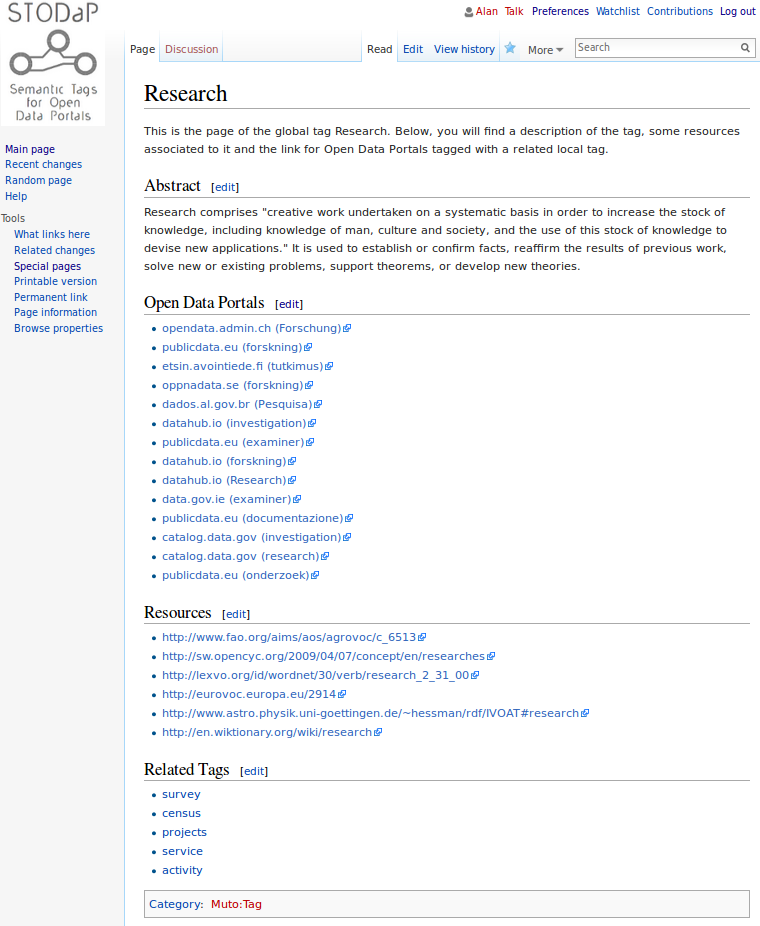 STODaP
Semantic Tags
for Open
Data Portals
Alan Talk Preferences Watchlist Contributions Log out
Page Discussion Read Edit View history More Search
Main page
Recent changes
Random page
Help
Tools
What links here
Related changes
Special pages
Printable version
Permanent link
Page information
Browse properties
Research
This is the page of the global tag Research. Below, you will find a description of the tag, some resources
associated to it and the link for Open Data Portals tagged with a related local tag.
Abstract [edit]
Research comprises "creative work undertaken on a systematic basis in order to increase the stock of
knowledge, including knowledge of man, culture and society, and the use of this stock of knowledge to
devise new applications." It is used to establish or confirm facts, reaffirm the results of previous work,
solve new or existing problems, support theorems, or develop new theories.
Open Data Portals [edit]
opendata.admin.ch (Forschung)
publicdata.eu (forskning)
etsin.avointiede.fi (tutkimus)
oppnadata.se (forskning)
dados.al.gov.br (Pesquisa)
datahub.io (investigation)
publicdata.eu (examiner)
datahub.io (forskning)
datahub.io (Research)
data.gov.ie (examiner)
publicdata.eu (documentazione)
catalog.data.gov (investigation)
catalog.data.gov (research)
publicdata.eu (onderzoek)
Resources [edit]
http://www.fao.org/aims/aos/agrovoc/c_6513
http://sw.opencyc.org/2009/04/07/concept/en/researches
http://lexvo.org/id/wordnet/30/verb/research_2_31_00
http://eurovoc.europa.eu/2914
http://www.astro.physik.uni-goettingen.de/~hessman/rdf/IVOAT#research
http://en.wiktionary.org/wiki/research
Related Tags [edit]
survey
census
projects
service
activity
Category: Muto:Tag